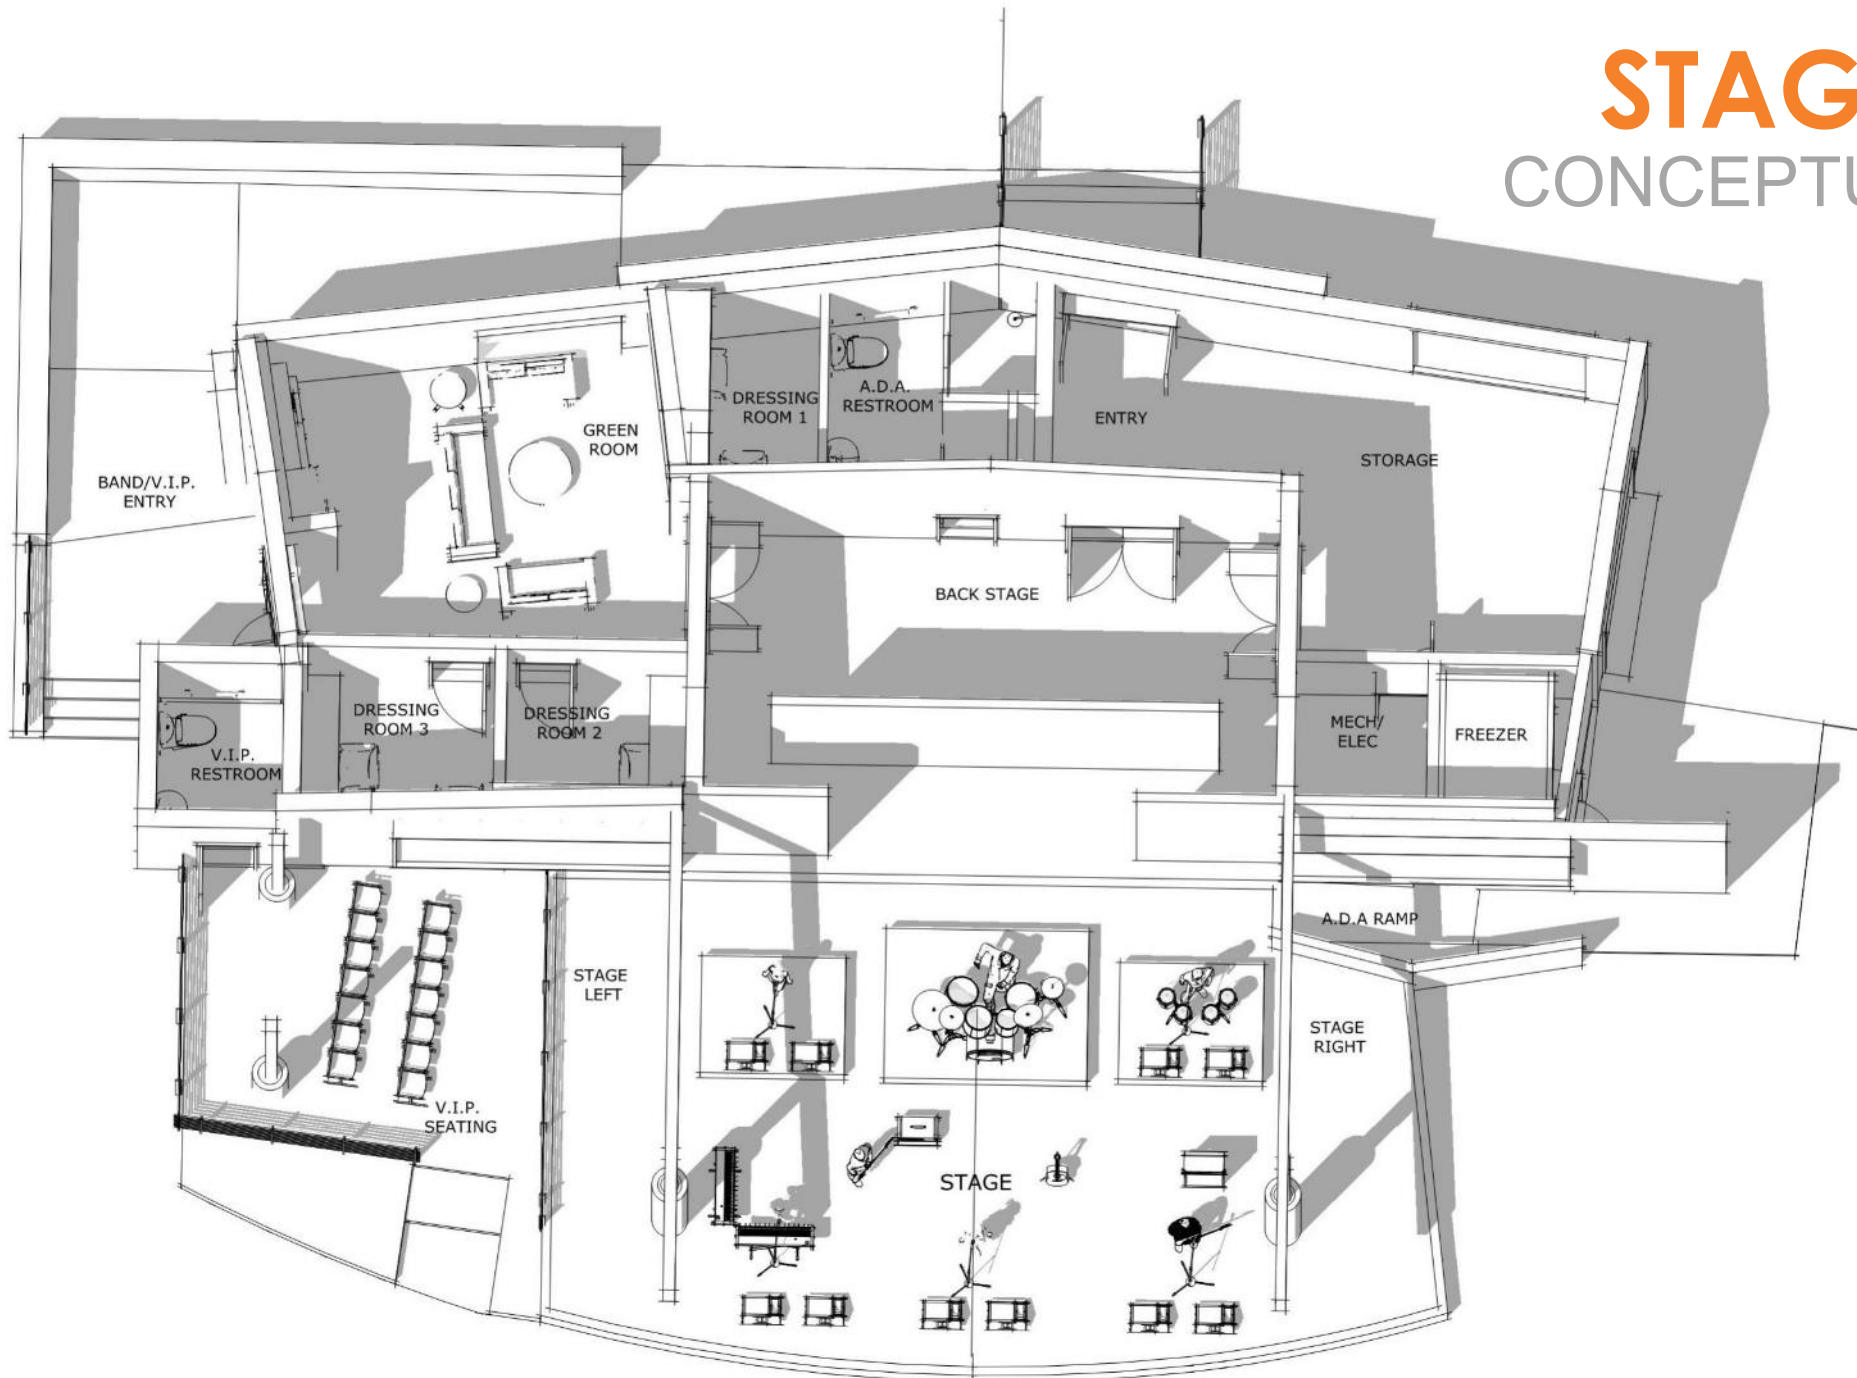 STAG
CONCEPTU
DRESSING
ROOM 1
A.D.A.
RESTROOM
ENTRY
GREEN
ROOM
STORAGE
BAND/V.I.P.
ENTRY
BACK STAGE
DRESSING
ROOM 3
DRESSING
ROOM 2
MECH/
ELEC
FREEZER
V.I.P.
RESTROOM
A.D.A RAMP
STAGE
LEFT
STAGE
RIGHT
V.I.P.
SEATING
STAGE